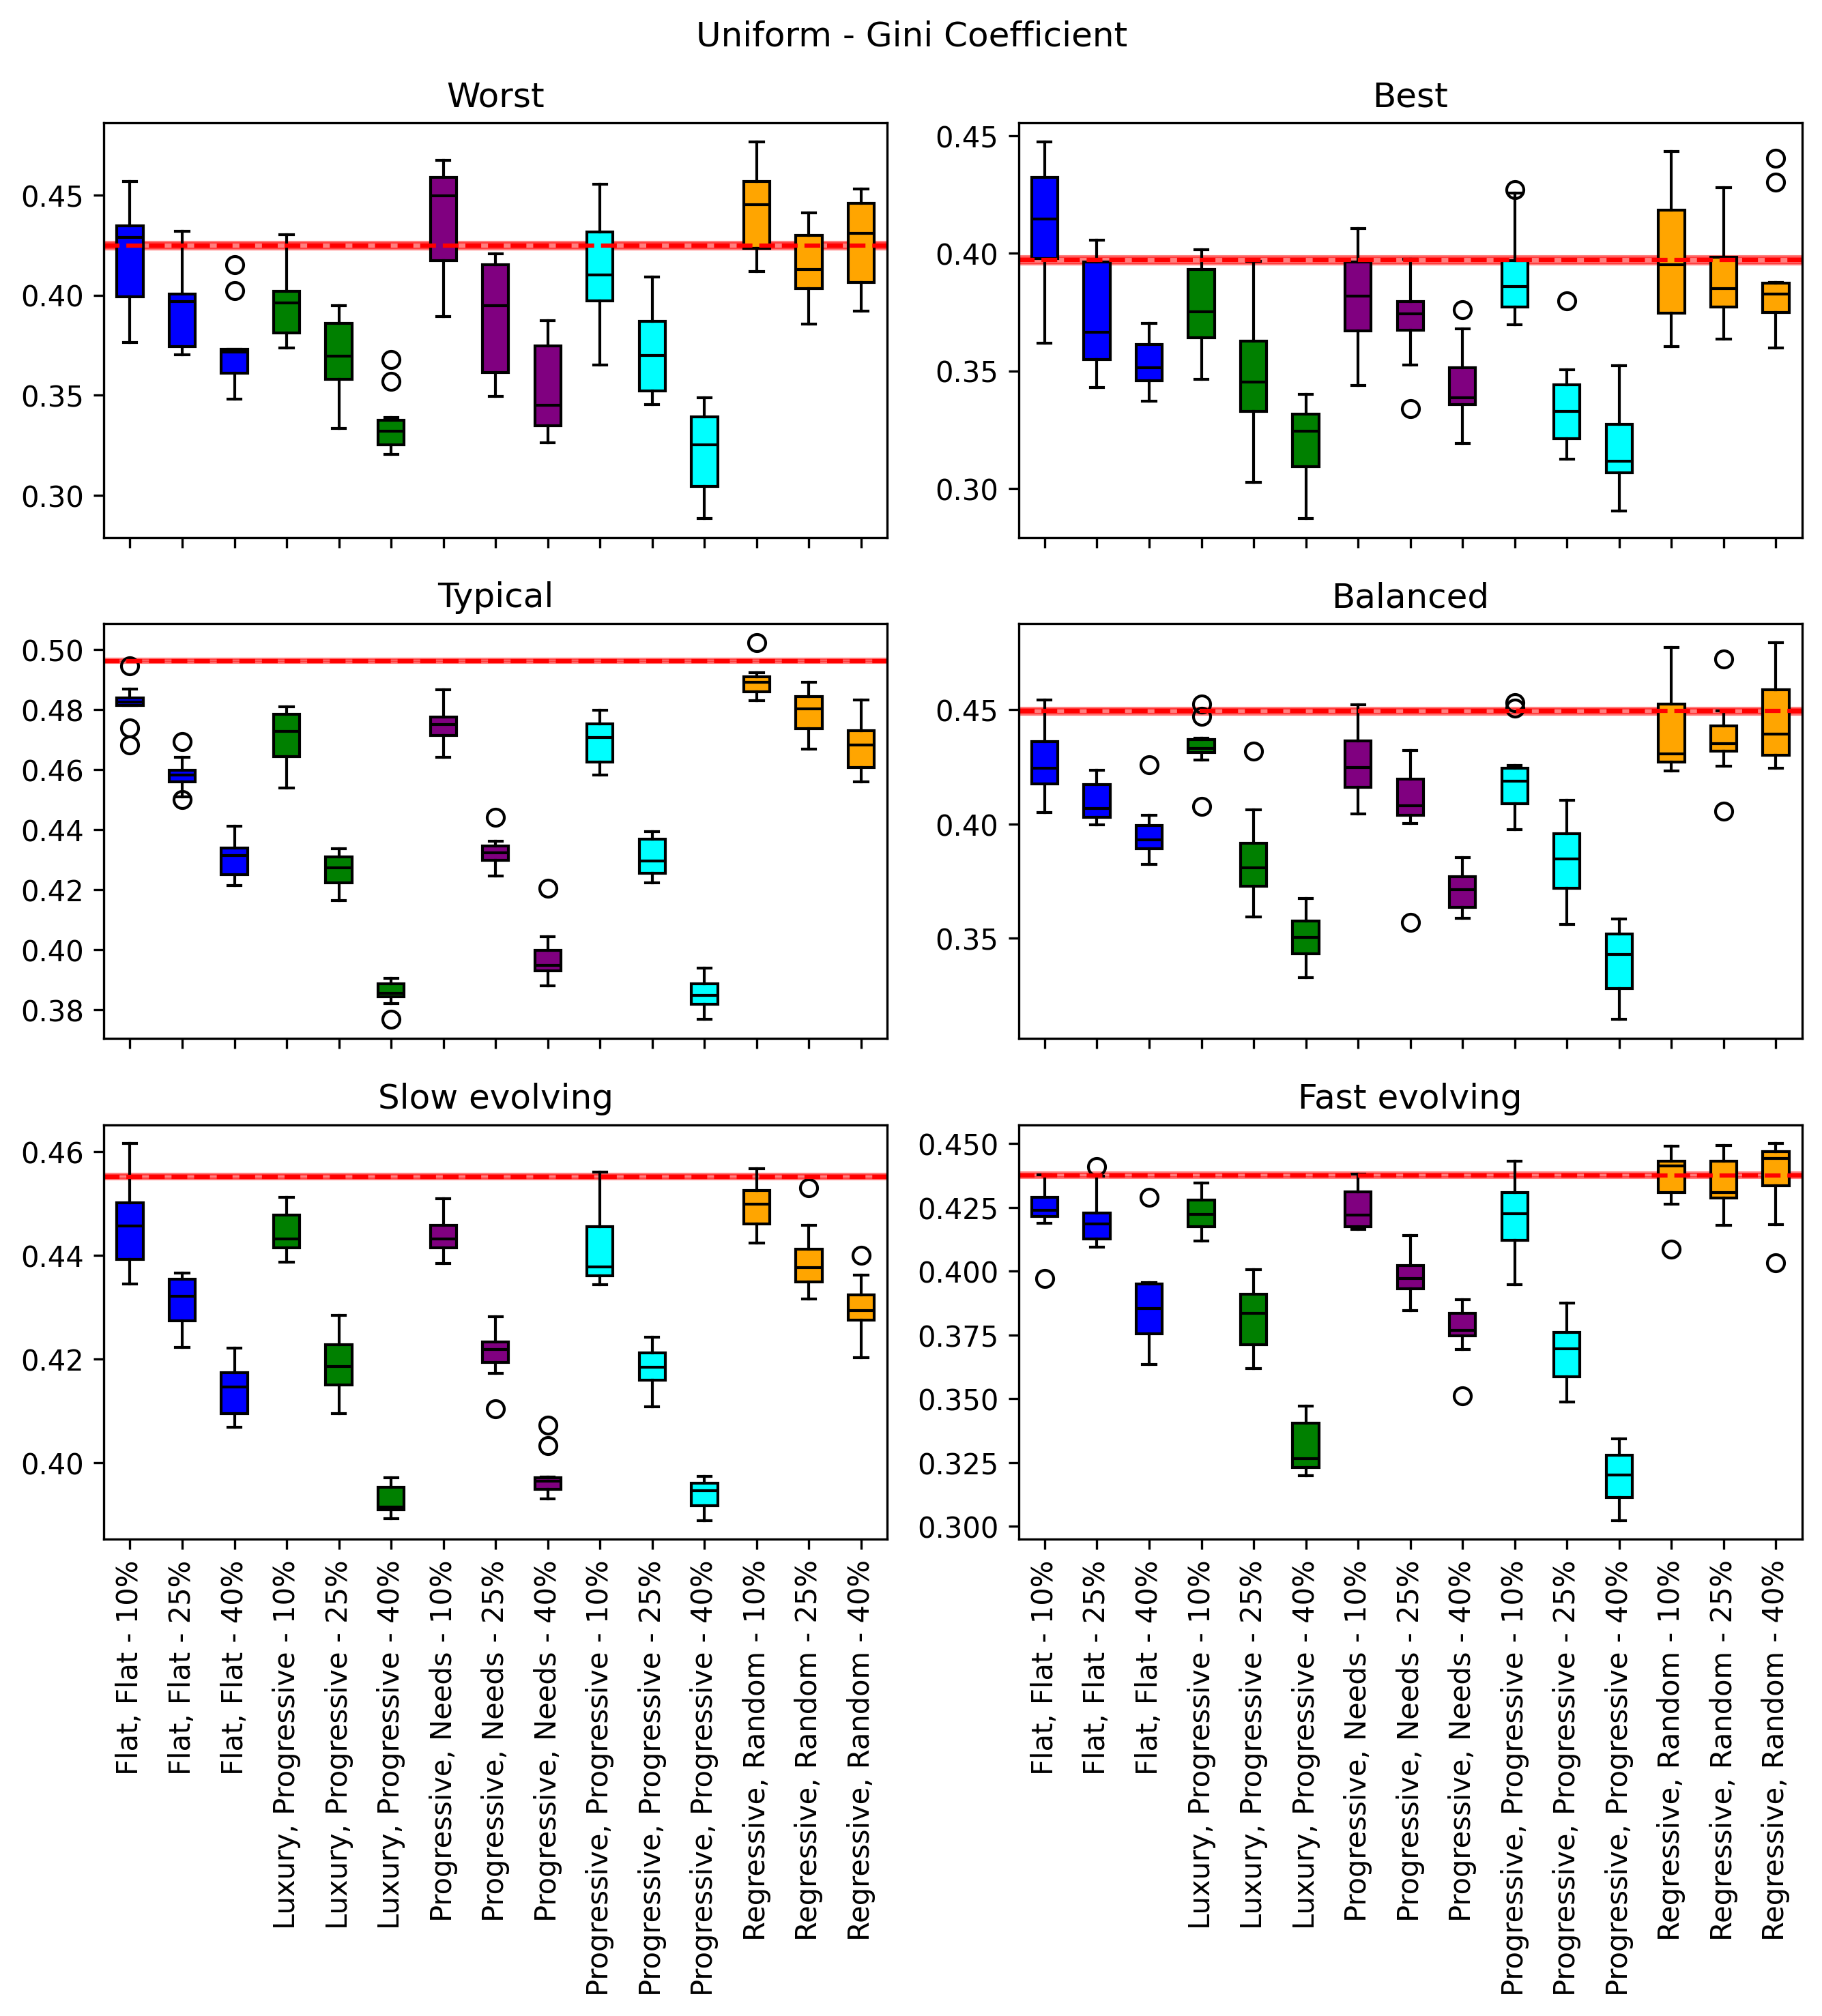 Uniform - Gini Coefficient
Worst
0.45
0.40
0.35
0.30
Best
0.45
0.40
0.35
0.30
Typical
0.50
0.48
0.46
0.44
0.42
0.40
0.38
Balanced
0.45
0.40
0.35
Slow evolving
0.46
0.44
0.42
0.40
Fast evolving
0.450
0.425
0.400
0.375
0.350
0.325
0.300
Flat, Flat - 10%
Flat, Flat - 25%
Flat, Flat - 40%
Luxury, Progressive - 10%
Luxury, Progressive - 25%
Luxury, Progressive - 40%
Progressive, Needs - 10%
Progressive, Needs - 25%
Progressive, Needs - 40%
Progressive, Progressive - 10%
Progressive, Progressive - 25%
Progressive, Progressive - 40%
Regressive, Random - 10%
Regressive, Random - 25%
Regressive, Random - 40%
Flat, Flat - 10%
Flat, Flat - 25%
Flat, Flat - 40%
Luxury, Progressive - 10%
Luxury, Progressive - 25%
Luxury, Progressive - 40%
Progressive, Needs - 10%
Progressive, Needs - 25%
Progressive, Needs - 40%
Progressive, Progressive - 10%
Progressive, Progressive - 25%
Progressive, Progressive - 40%
Regressive, Random - 10%
Regressive, Random - 25%
Regressive, Random - 40%